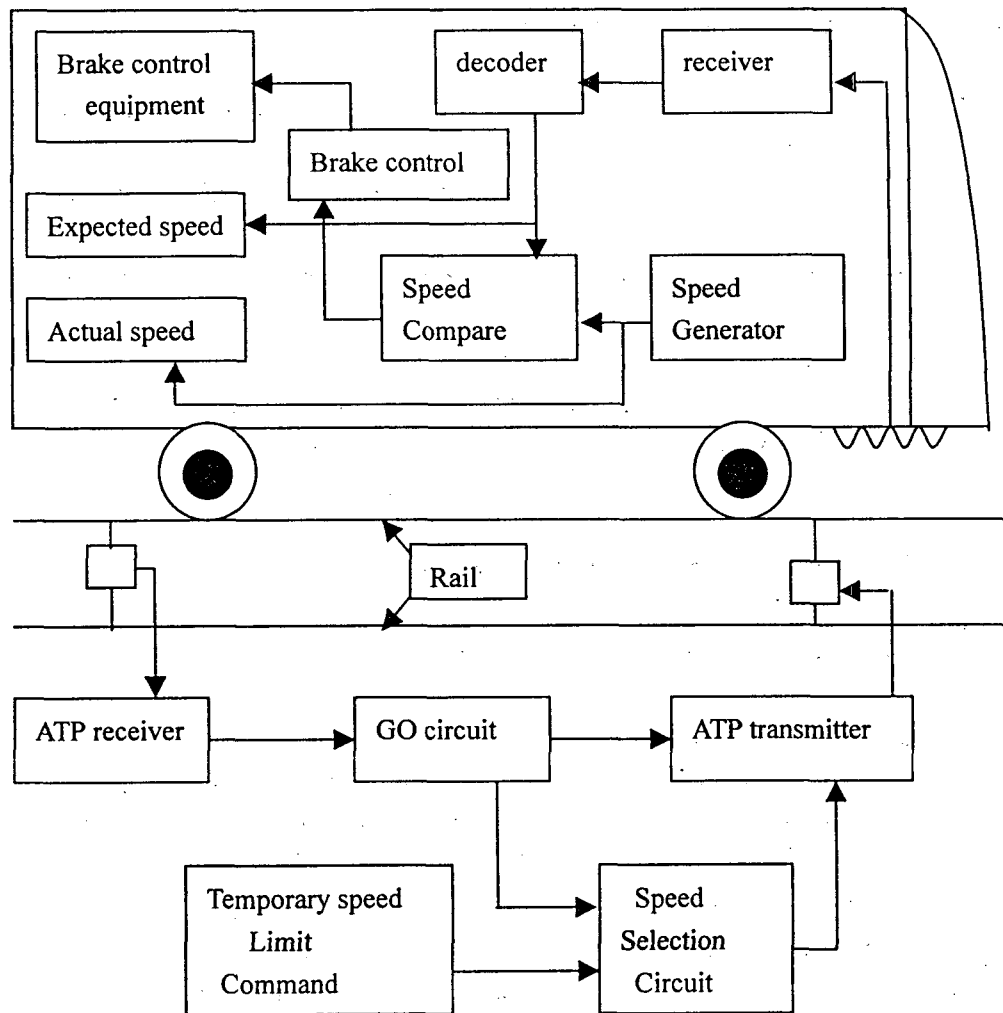 Brake control
equipment
decoder
receiver
Brake control
Expected speed
Speed
Compare
Speed
Generator
Actual speed
Rail
ATP receiver
GO circuit
ATP transmitter
Temporary speed
Limit
Command
Speed
Selection
Circuit